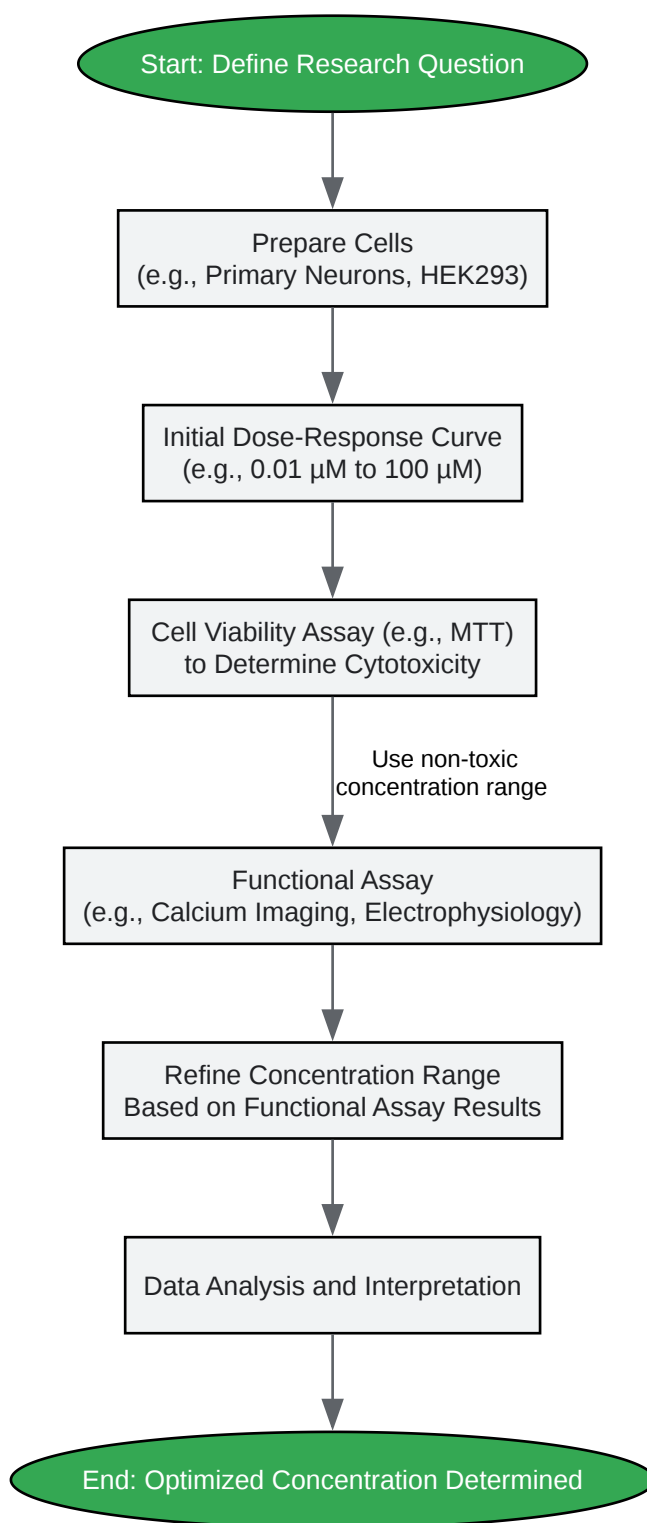 Start: Define Research Question
Prepare Cells
(e.g., Primary Neurons, HEK293)
Initial Dose-Response Curve
(e.g., 0.01 µM to 100 µM)
Cell Viability Assay (e.g., MTT)
to Determine Cytotoxicity
Use non-toxic
concentration range
Functional Assay
(e.g., Calcium Imaging, Electrophysiology)
Refine Concentration Range
Based on Functional Assay Results
Data Analysis and Interpretation
End: Optimized Concentration Determined